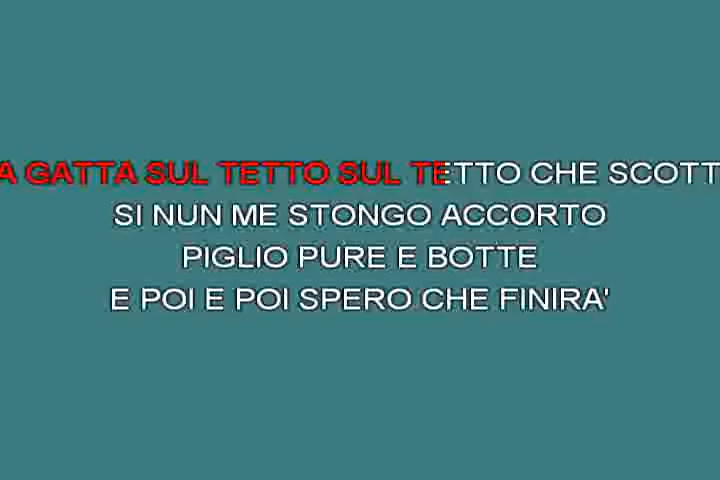 A GATTA SUL TETTO SUL TETTO CHE SCOTT
SI NUN ME STONGO ACCORTO
PIGLIO PURE E BOTTE
E POI E POI SPERO CHE FINIRA'